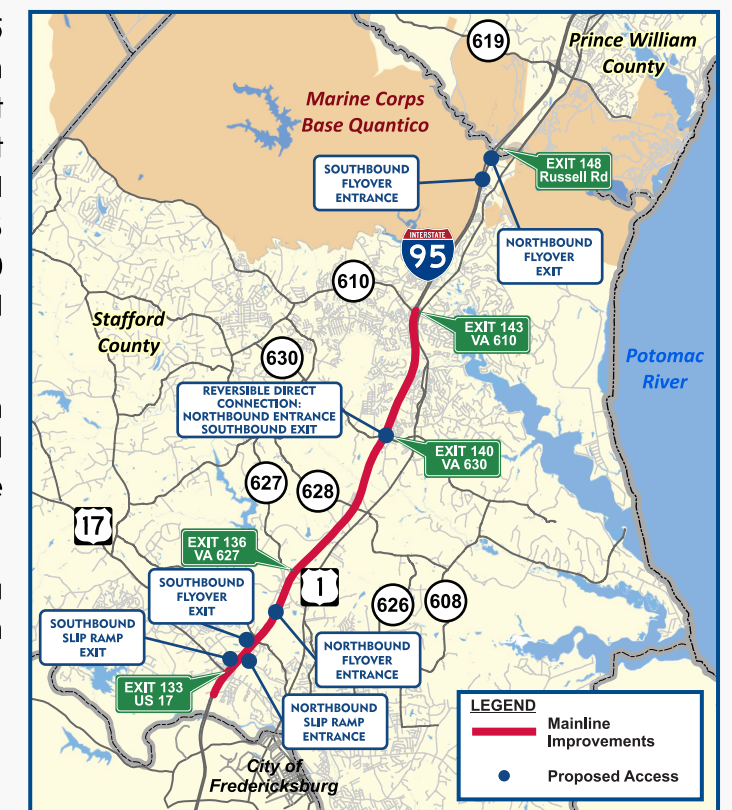 619
Prince William
County
Marine Corps
Base Quantico
EXIT 148
Russell Rd
SOUTHBOUND
FLYOVER
ENTRANCE
NORTHBOUND
FLYOVER
EXIT
INTERSTATE
95
610
Stafford
County
EXIT 143
VA 610
630
Potomac
River
REVERSIBLE DIRECT
CONNECTION:
NORTHBOUND ENTRANCE
SOUTHBOUND EXIT
EXIT 140
VA 630
627
628
17
EXIT 136
VA 627
1
SOUTHBOUND
FLYOVER
EXIT
626
608
SOUTHBOUND
SLIP RAMP
EXIT
NORTHBOUND
FLYOVER
ENTRANCE
EXIT 133
US 17
NORTHBOUND
SLIP RAMP
ENTRANCE
LEGEND
Mainline
Improvements
Proposed Access
City of
Fredericksburg